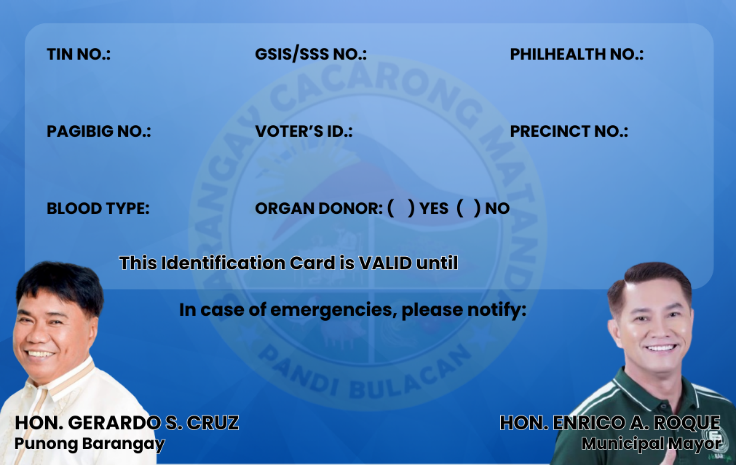 TIN NO.: GSIS/SSS NO.: PHILHEALTH NO.:
PAGIBIG NO.: VOTER'S ID.: PRECINCT NO.:
BLOOD TYPE: ORGAN DONOR: ( ) YES ( ) NO
This Identification Card is VALID until
In case of emergencies, please notify:
BARANGAY CACARONG MATANDA
PANDI BULACAN
HON. GERARDO S. CRUZ
Punong Barangay
HON. ENRICO A. ROQUE
Municipal Mayor